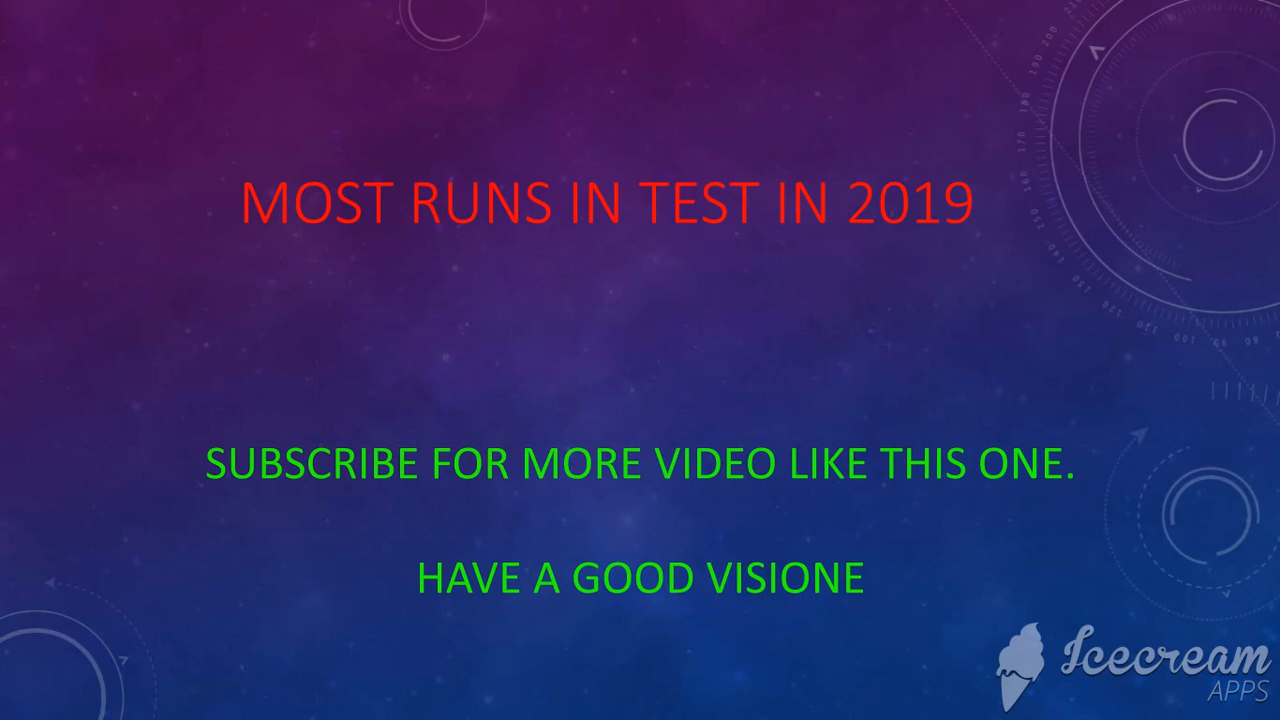 MOST RUNS IN TEST IN 2019
SUBSCRIBE FOR MORE VIDEO LIKE THIS ONE.
HAVE A GOOD VISIONE
Icecream
APPS